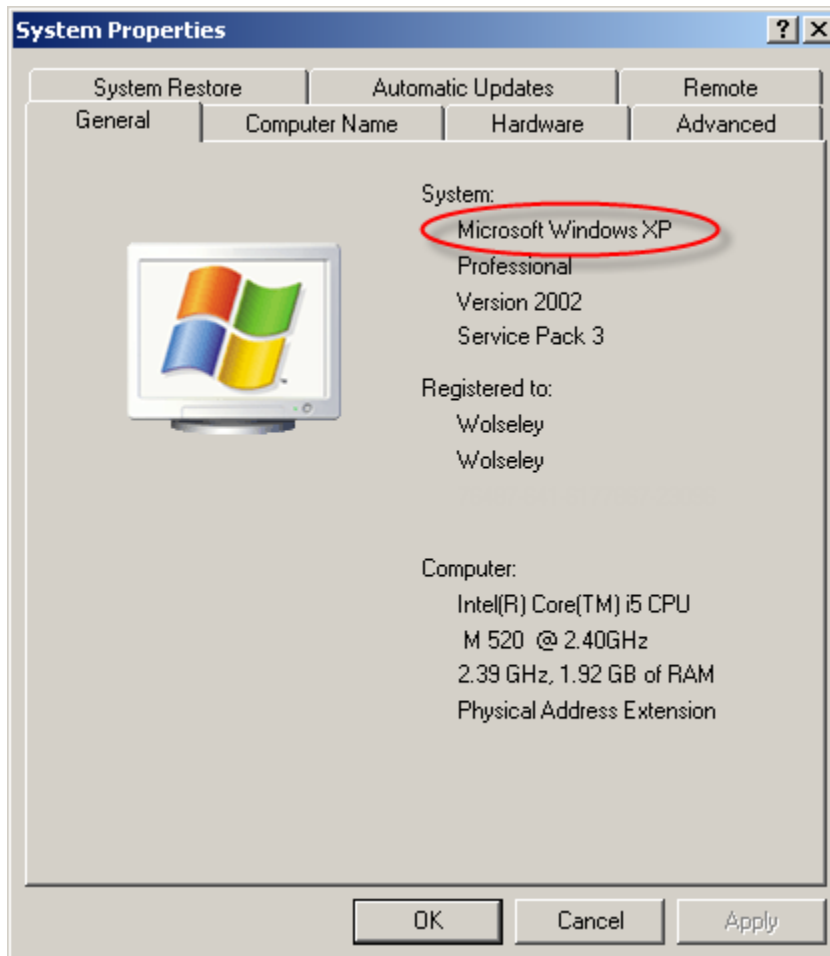 System Properties
? X
System Restore
Automatic Updates
Remote
General
Computer Name
Hardware
Advanced
System:
Microsoft Windows XP
Professional
Version 2002
Service Pack 3
Registered to:
Wolseley
Wolseley
Computer:
Intel(R) Core(TM) i5 CPU
M 520 @ 2.40GHz
2.39 GHz, 1.92 GB of RAM
Physical Address Extension
OK
Cancel
Apply